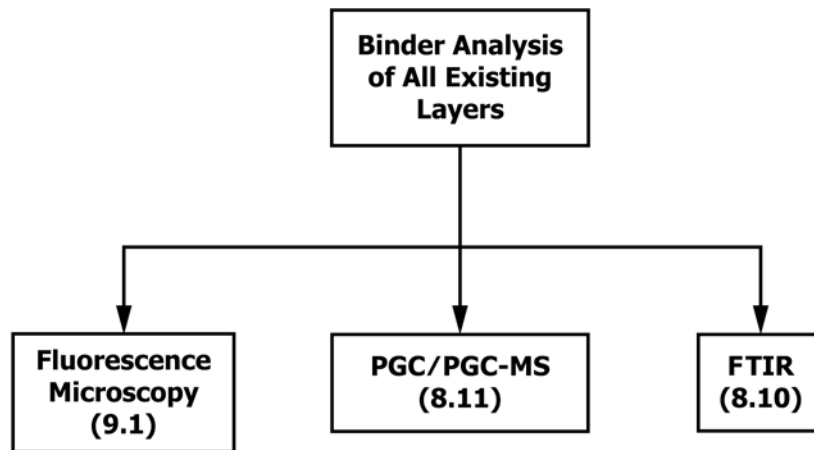 Binder Analysis
of All Existing
Layers
Fluorescence
Microscopy
(9.1)
PGC/PGC-MS
(8.11)
FTIR
(8.10)